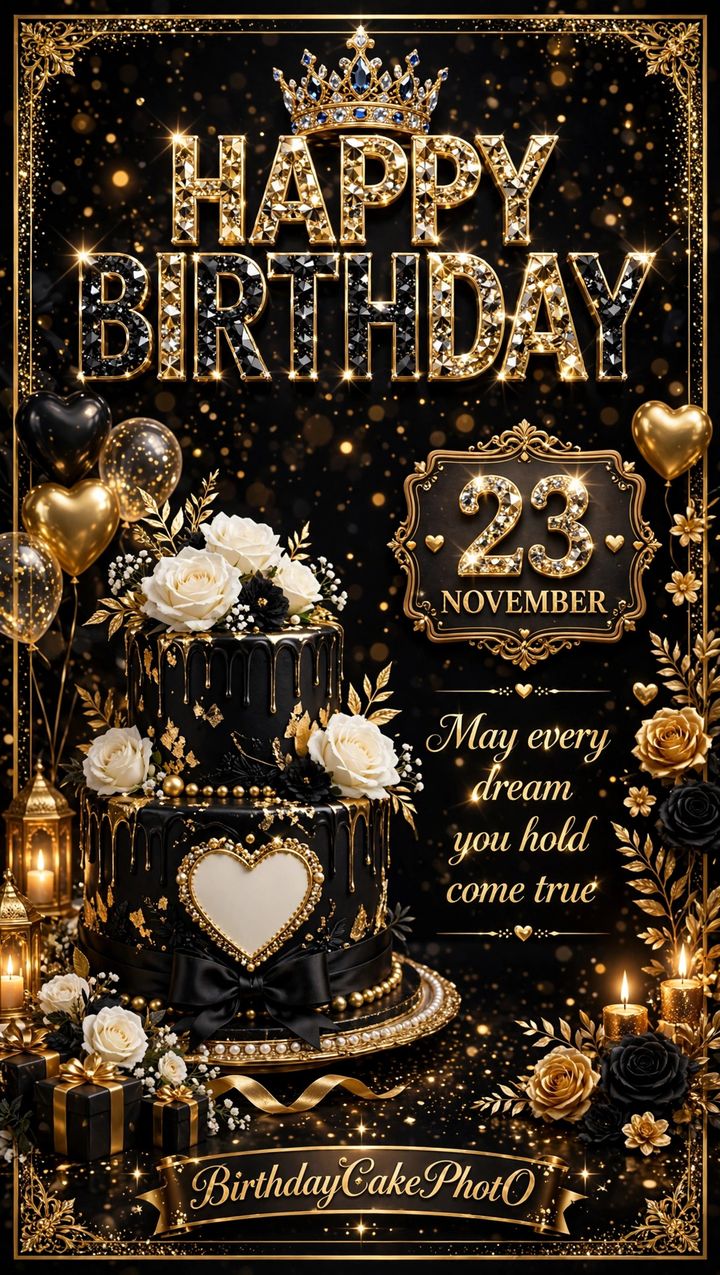 HAPPY
BIRTHDAY
23
NOVEMBER
May every
dream
you hold
come true
BirthdayCakePhotO